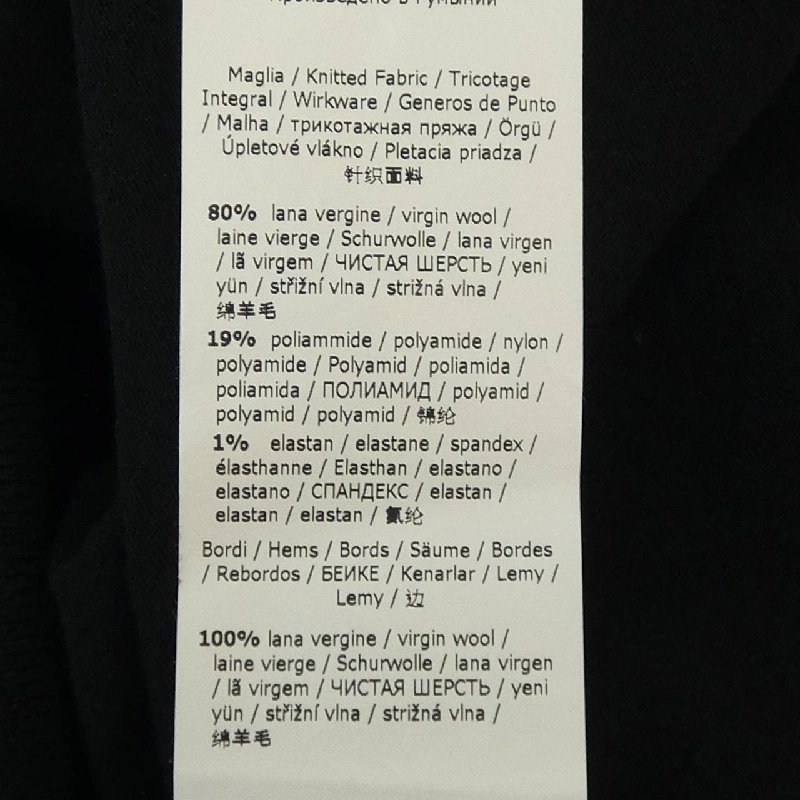 Произведено в Румынии
Maglia / Knitted Fabric / Tricotage
Integral / Wirkware / Generos de Punto
/ Malha / трикотажная пряжа / Örgü /
Úpletové vlákno / Pletacia priadza /
针织面料
80% lana vergine / virgin wool /
laine vierge / Schurwolle / lana virgen
/ lã virgem / ЧИСТАЯ ШЕРСТЬ / yeni
yün / střižní vlna / strižná vlna /
绵羊毛
19% poliammide / polyamide / nylon /
polyamide / Polyamid / poliamida /
poliamida / ПОЛИАМИД / polyamid /
polyamid / polyamid / 锦纶
1% elastan / elastane / spandex /
élasthanne / Elasthan / elastano /
elastano / СПАНДЕКС / elastan /
elastan / elastan / 氨纶
Bordi / Hems / Bords / Säume / Bordes
/ Rebordos / БЕИКЕ / Kenarlar / Lemy /
Lemy / 边
100% lana vergine / virgin wool /
laine vierge / Schurwolle / lana virgen
/ lã virgem / ЧИСТАЯ ШЕРСТЬ / yeni
yün / střižní vlna / strižná vlna /
绵羊毛